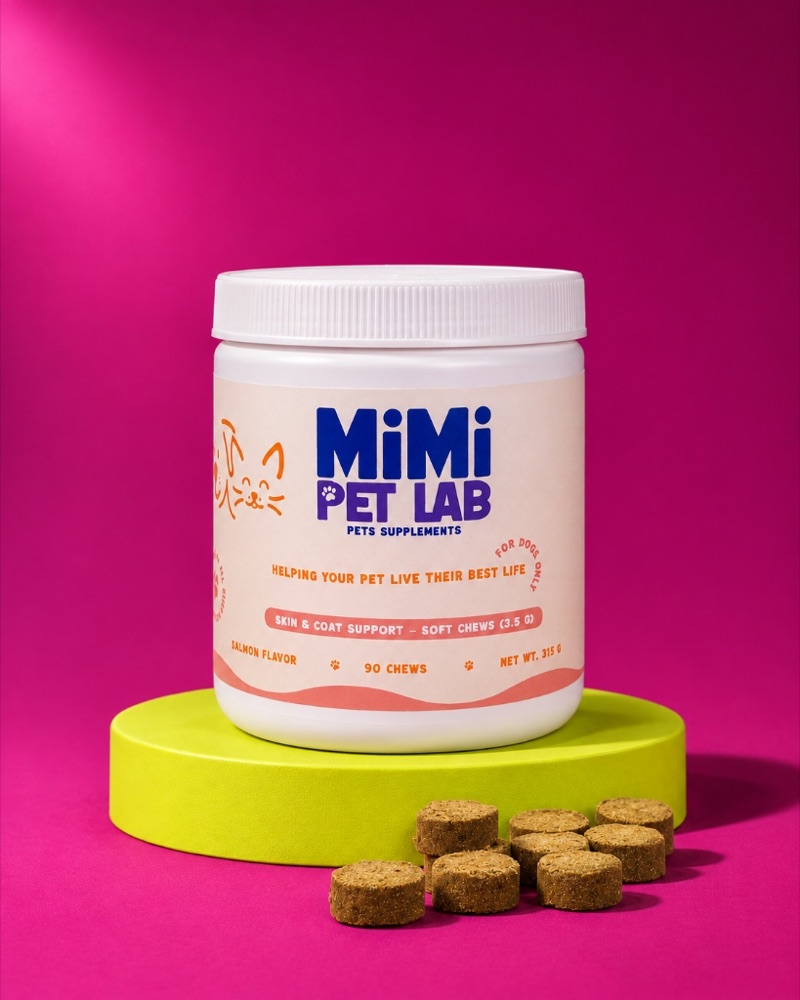 MiMi
PET LAB
PETS SUPPLEMENTS
FOR DOGS ONLY
HELPING YOUR PET LIVE THEIR BEST LIFE
SKIN & COAT SUPPORT – SOFT CHEWS (3.5 G)
SALMON FLAVOR
90 CHEWS
NET WT. 315 G